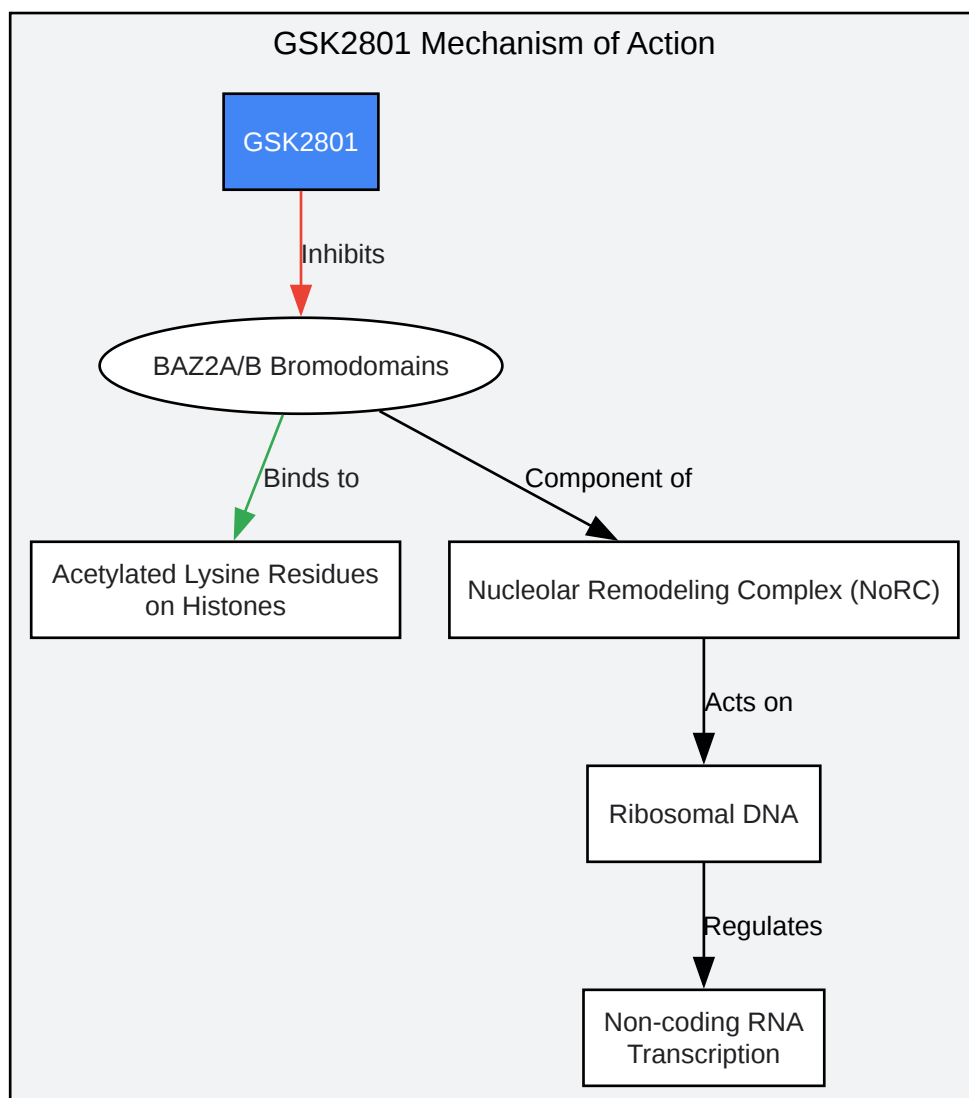 GSK2801 Mechanism of Action
GSK2801
Inhibits
BAZ2A/B Bromodomains
Binds to
Component of
Acetylated Lysine Residues
on Histones
Nucleolar Remodeling Complex (NoRC)
Acts on
Ribosomal DNA
Regulates
Non-coding RNA
Transcription